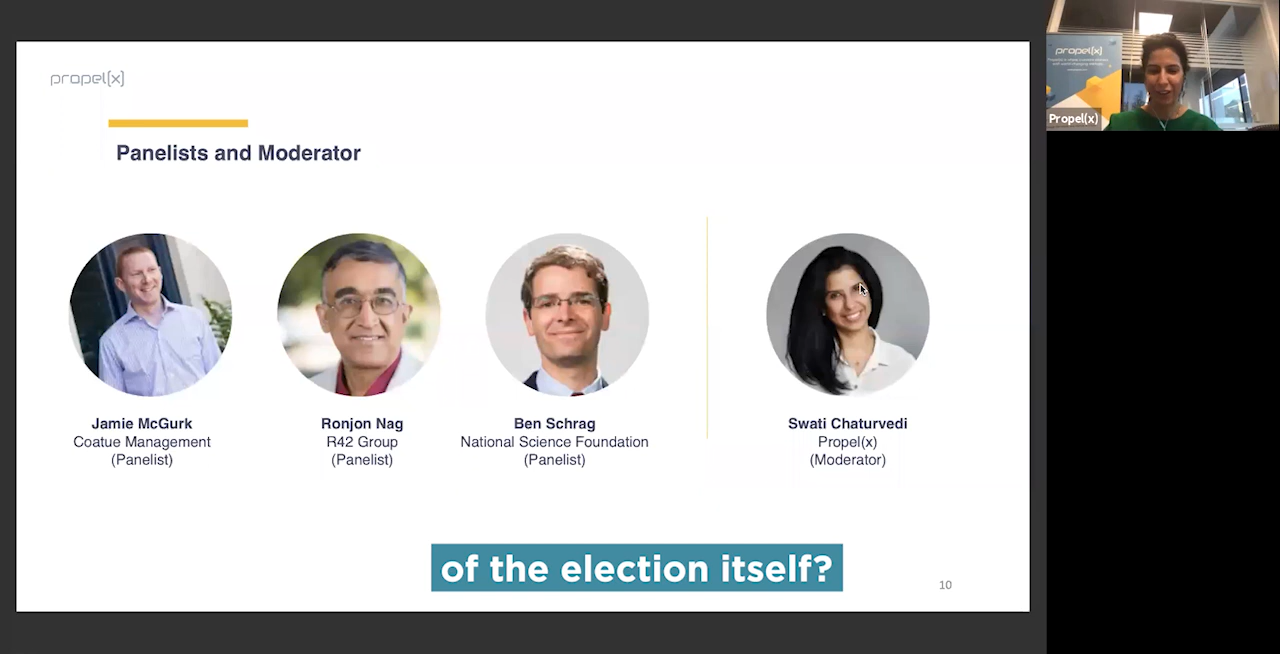 propel(x)
Panelists and Moderator
Jamie McGurk
Coatue Management
(Panelist)
Ronjon Nag
R42 Group
(Panelist)
Ben Schrag
National Science Foundation
(Panelist)
Swati Chaturvedi
Propel(x)
(Moderator)
of the election itself?
10
propel(x)
Propel(x)